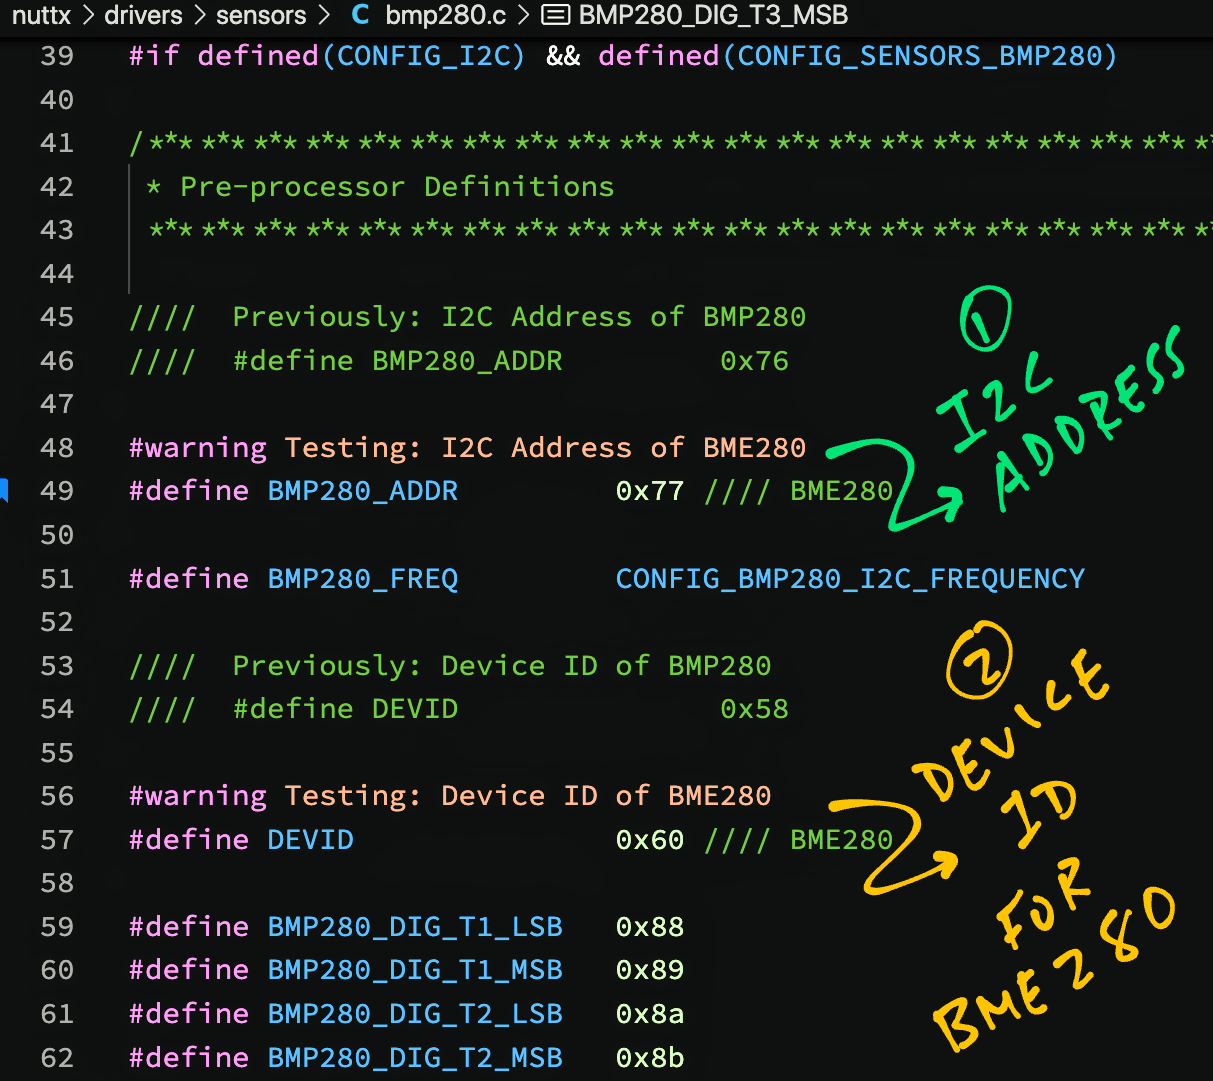 nuttx > drivers > sensors > C bmp280.c > BMP280_DIG_T3_MSB
39 #if defined(CONFIG_I2C) && defined(CONFIG_SENSORS_BMP280)
40
41 /************************************************************
42 * Pre-processor Definitions
43 ************************************************************
44
45 //// Previously: I2C Address of BMP280
46 //// #define BMP280_ADDR 0x76
47
48 #warning Testing: I2C Address of BME280
49 #define BMP280_ADDR 0x77 //// BME280
50
51 #define BMP280_FREQ CONFIG_BMP280_I2C_FREQUENCY
52
53 //// Previously: Device ID of BMP280
54 //// #define DEVID 0x58
55
56 #warning Testing: Device ID of BME280
57 #define DEVID 0x60 //// BME280
58
59 #define BMP280_DIG_T1_LSB 0x88
60 #define BMP280_DIG_T1_MSB 0x89
61 #define BMP280_DIG_T2_LSB 0x8a
62 #define BMP280_DIG_T2_MSB 0x8b
1
I2C
ADDRESS
2
DEVICE
ID
FOR
BME280